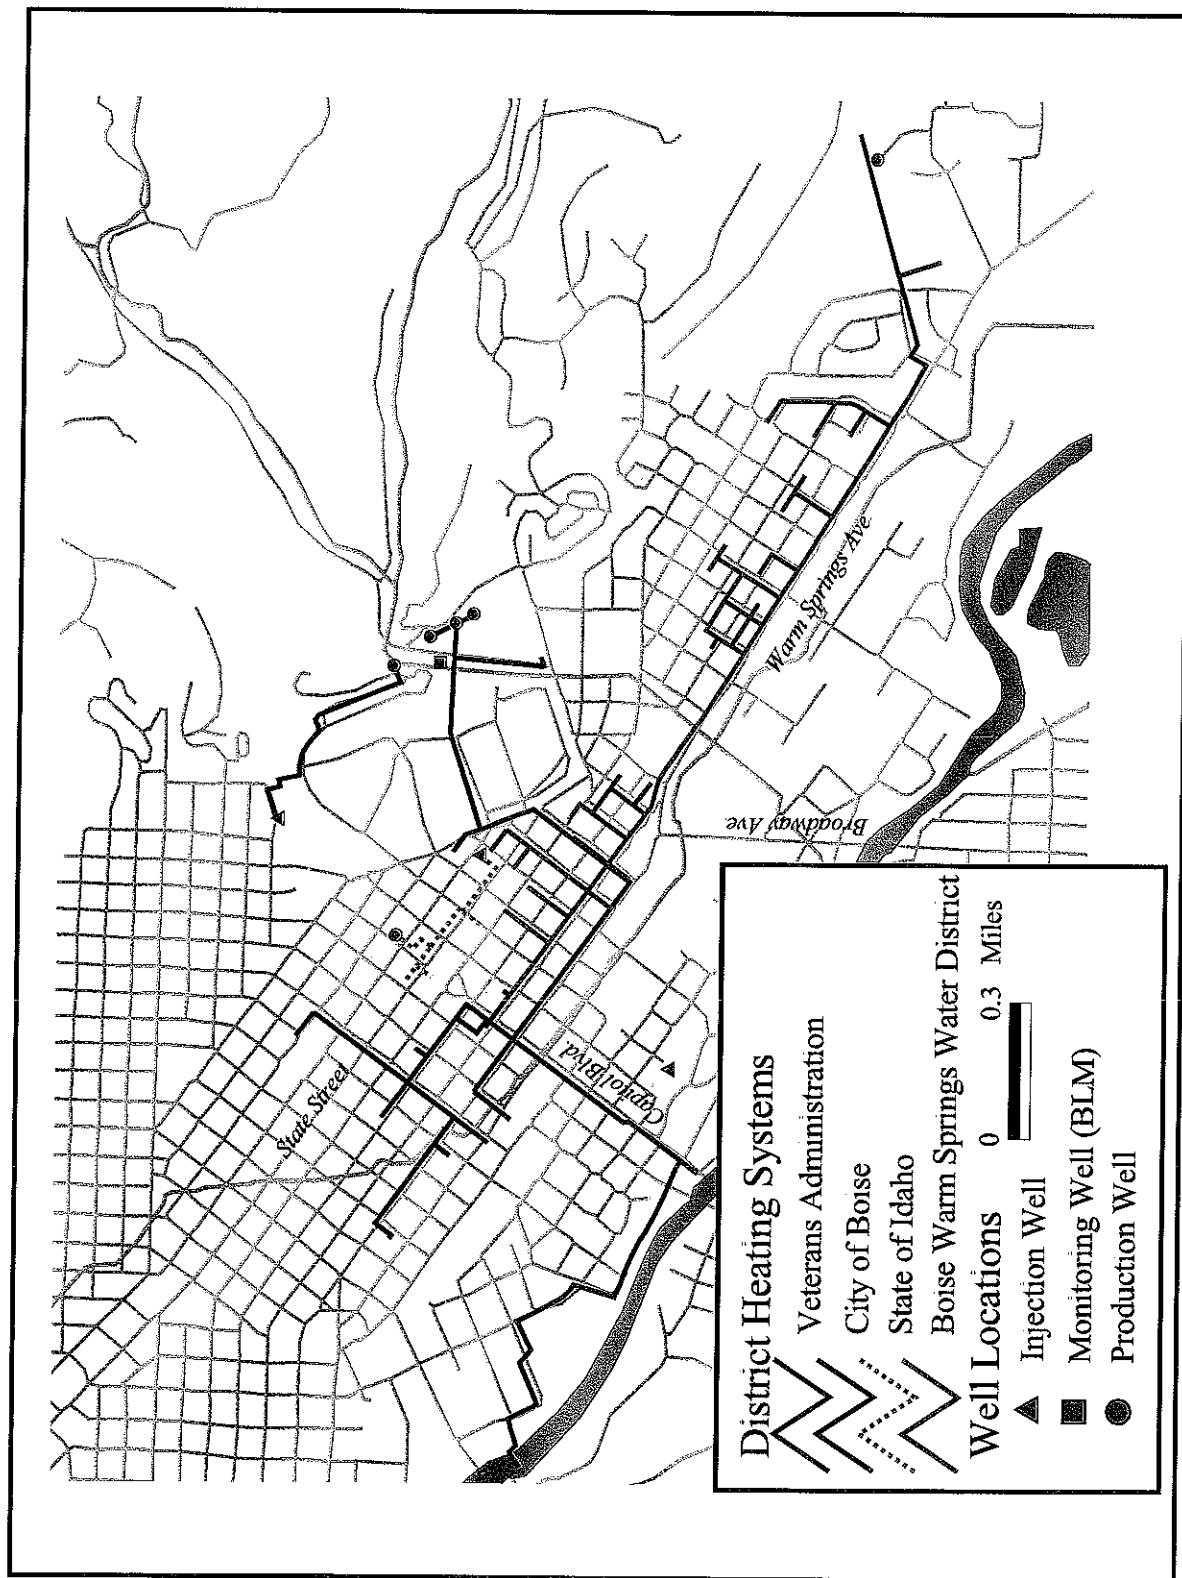 State Street
Capitol Blvd.
Broadway Ave.
Warm Springs Ave.
District Heating Systems
Veterans Administration
City of Boise
State of Idaho
Boise Warm Springs Water District
Well Locations
0 0.3 Miles
Injection Well
Monitoring Well (BLM)
Production Well